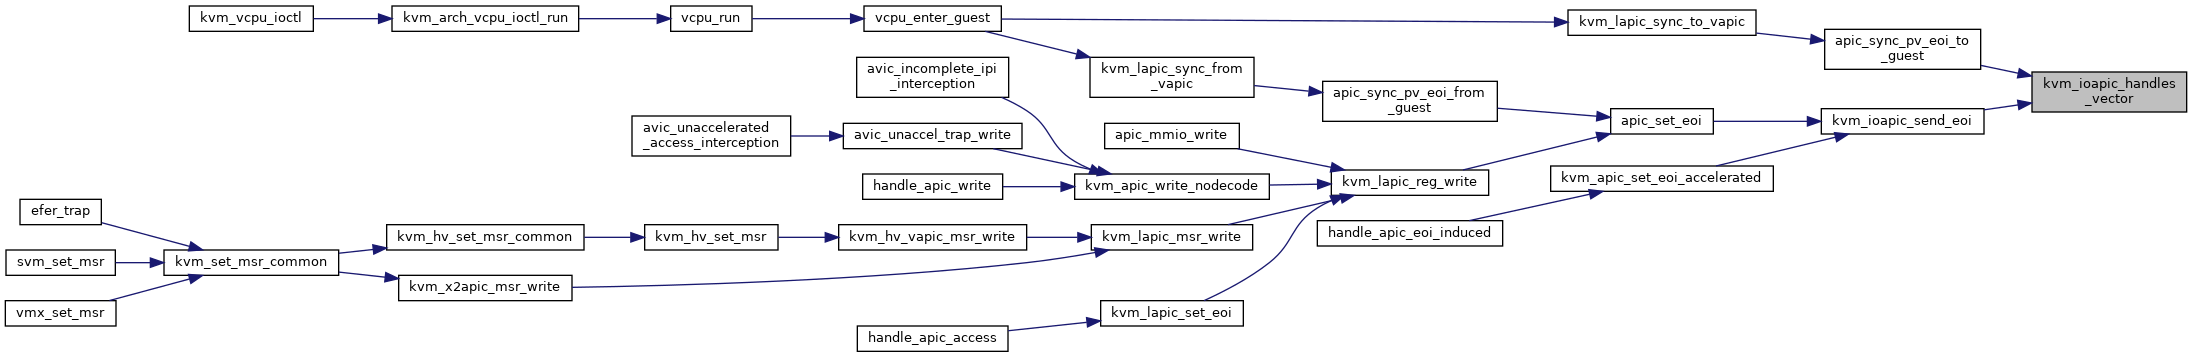 kvm_vcpu_ioctl
kvm_arch_vcpu_ioctl_run
vcpu_run
vcpu_enter_guest
kvm_lapic_sync_to_vapic
apic_sync_pv_eoi_to
_guest
kvm_ioapic_handles
_vector
avic_incomplete_ipi
_interception
kvm_lapic_sync_from
_vapic
apic_sync_pv_eoi_from
_guest
apic_set_eoi
kvm_ioapic_send_eoi
avic_unaccelerated
_access_interception
avic_unaccel_trap_write
apic_mmio_write
handle_apic_write
kvm_apic_write_nodecode
kvm_lapic_reg_write
kvm_apic_set_eoi_accelerated
efer_trap
kvm_hv_set_msr_common
kvm_hv_set_msr
kvm_hv_vapic_msr_write
kvm_lapic_msr_write
handle_apic_eoi_induced
svm_set_msr
kvm_set_msr_common
kvm_x2apic_msr_write
vmx_set_msr
kvm_lapic_set_eoi
handle_apic_access